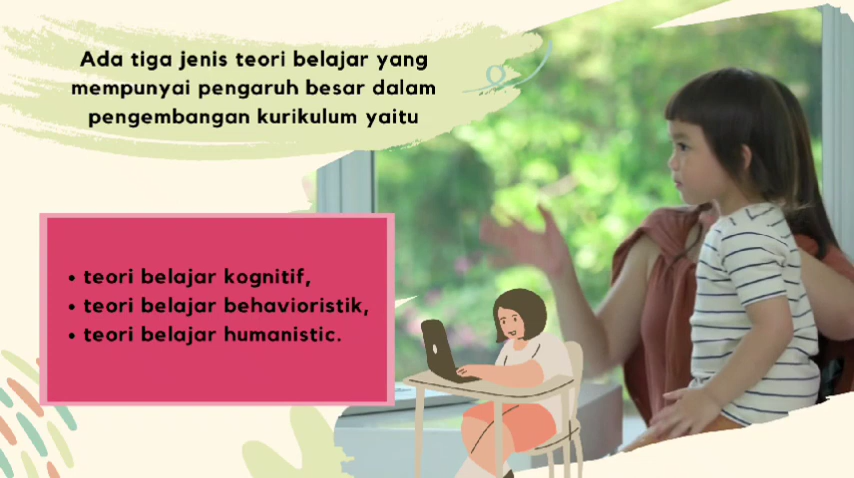 Ada tiga jenis teori belajar yang
mempunyai pengaruh besar dalam
pengembangan kurikulum yaitu
• teori belajar kognitif,
• teori belajar behavioristik,
• teori belajar humanistic.